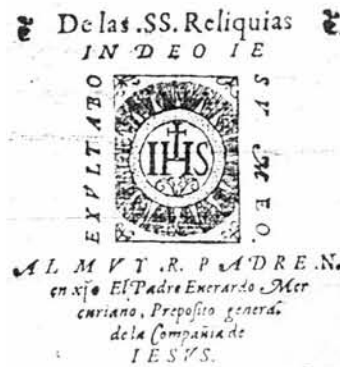 De las .SS. Reliquias
IN DEO IE
EXVLTABO
SV MEO.
IHS
AL MVY .R. PADRE .N.
en xſo El Padre Euerardo Mer
curiano, Preposito general
de la Compañia de
IESVS.